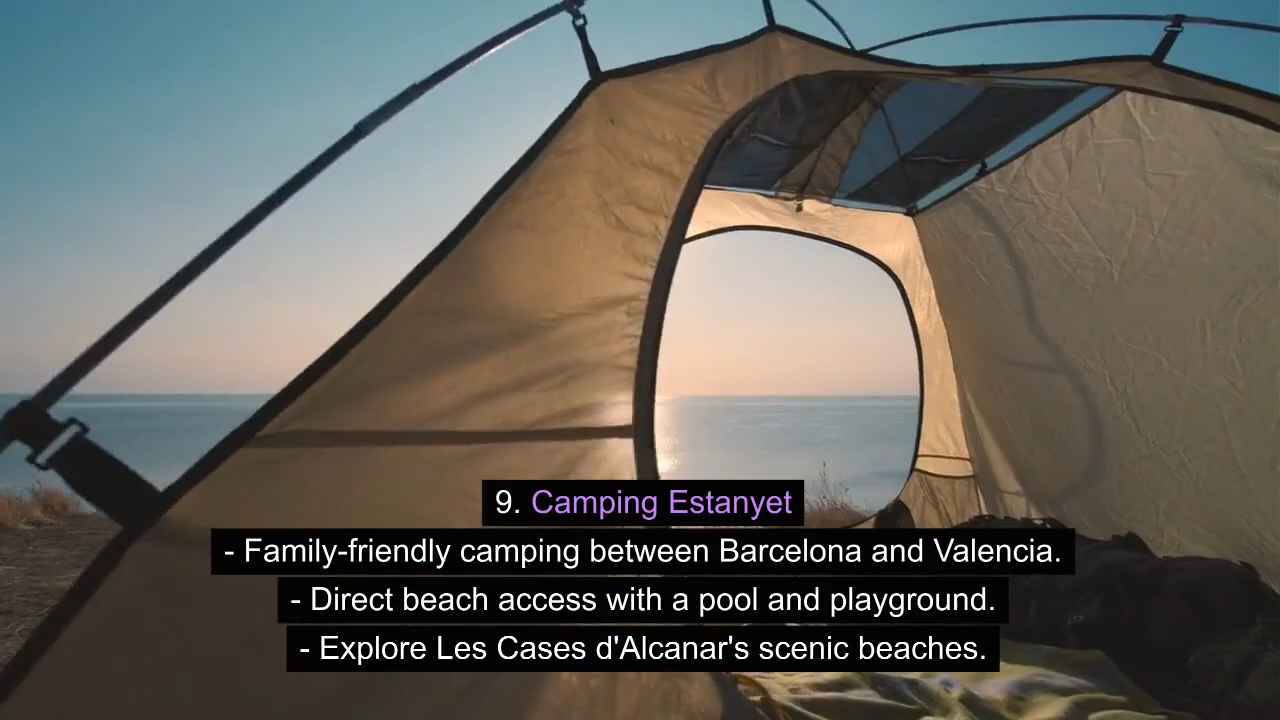 9. Camping Estanyet
- Family-friendly camping between Barcelona and Valencia.
- Direct beach access with a pool and playground.
- Explore Les Cases d'Alcanar's scenic beaches.